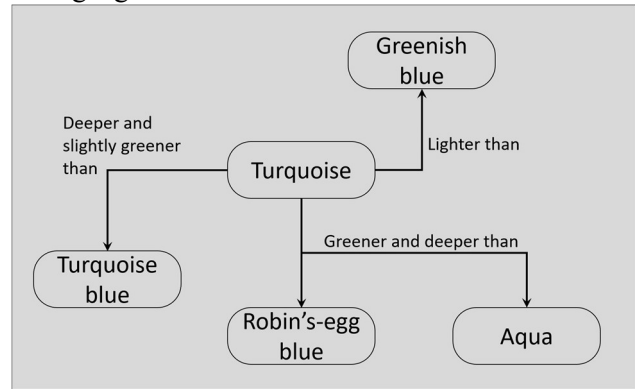 Greenish
blue
Deeper and
slightly greener
than
Lighter than
Turquoise
Greener and deeper than
Turquoise
blue
Robin’s-egg
blue
Aqua